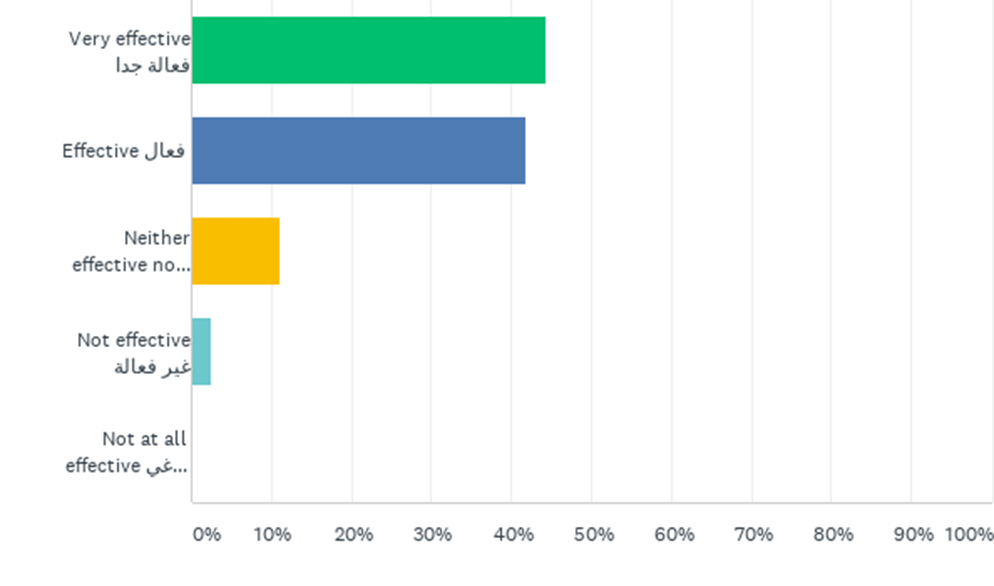 Very effective
فعالة جدا
Effective فعال
Neither
effective no...
Not effective
غير فعالة
Not at all
effective غي...
0% 10% 20% 30% 40% 50% 60% 70% 80% 90% 100%